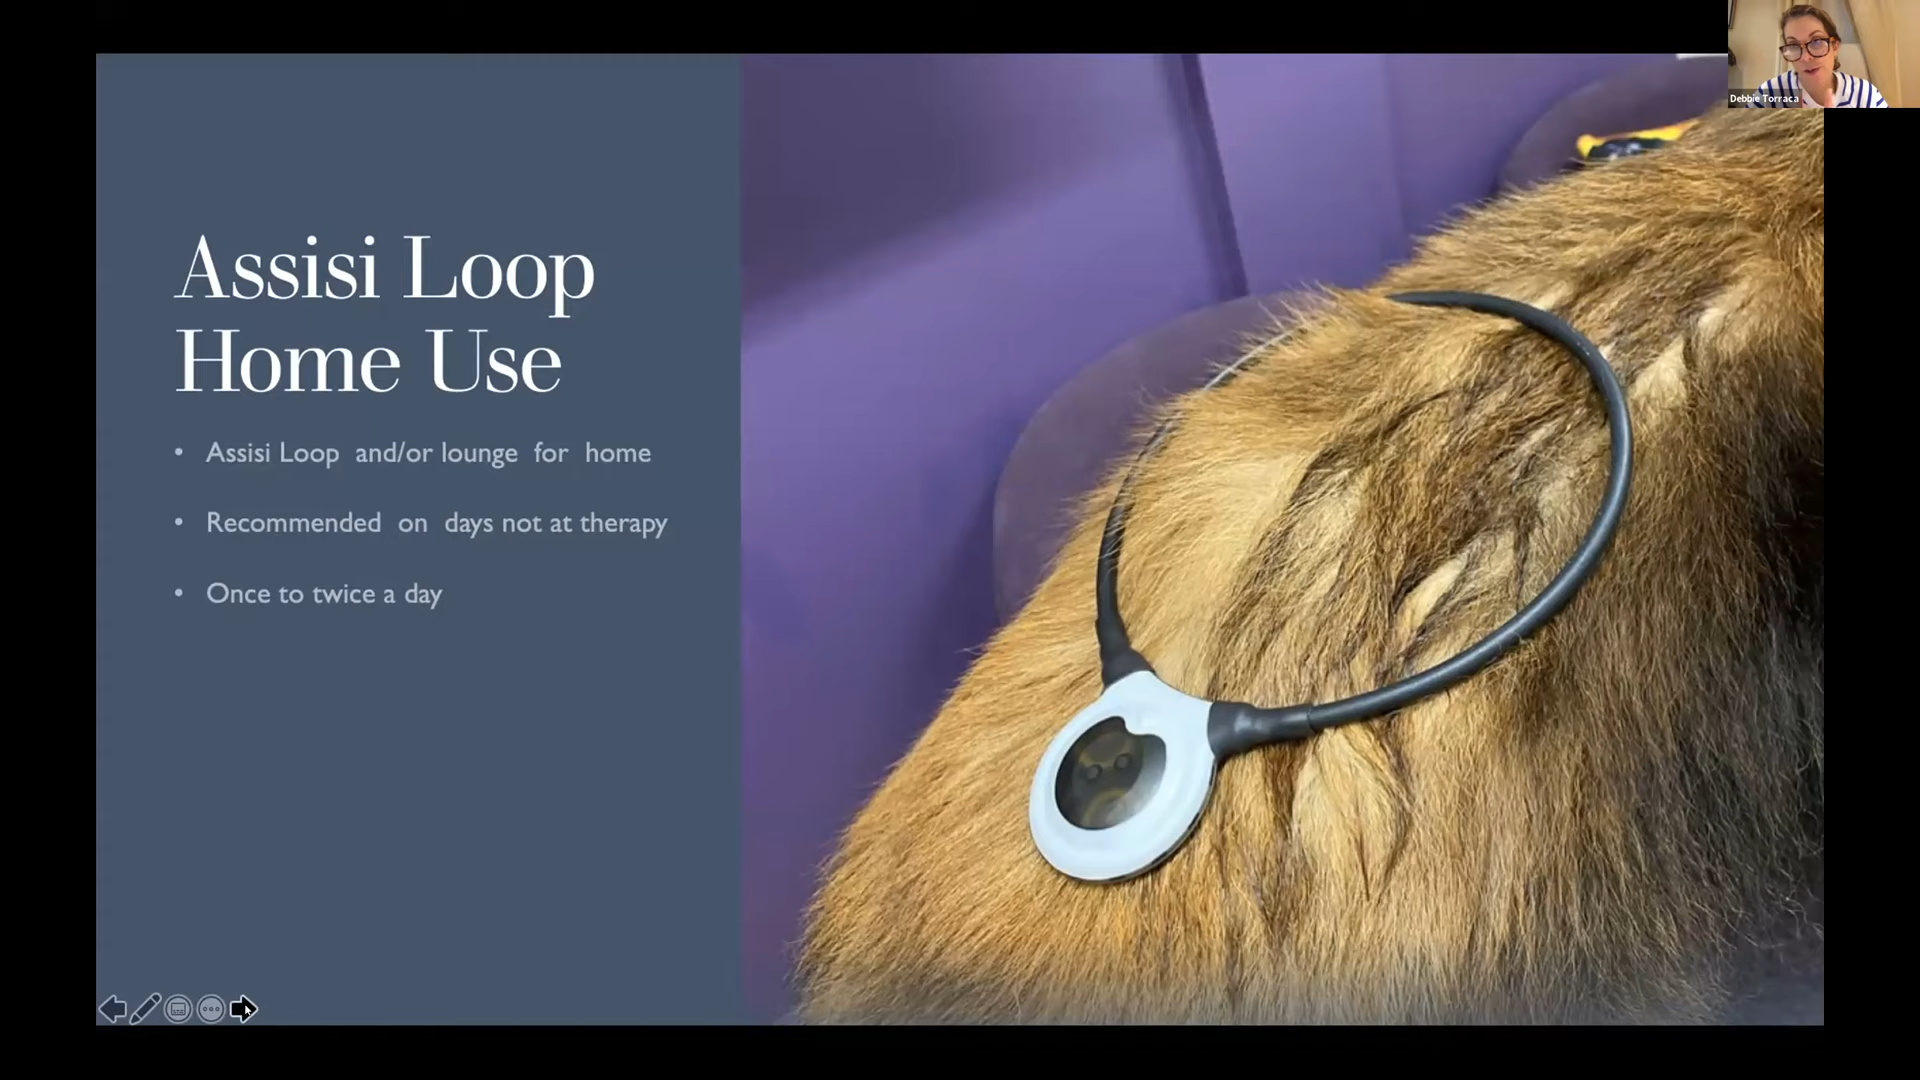 Debbie Torraca
Assisi Loop
Home Use
• Assisi Loop and/or lounge for home
• Recommended on days not at therapy
• Once to twice a day